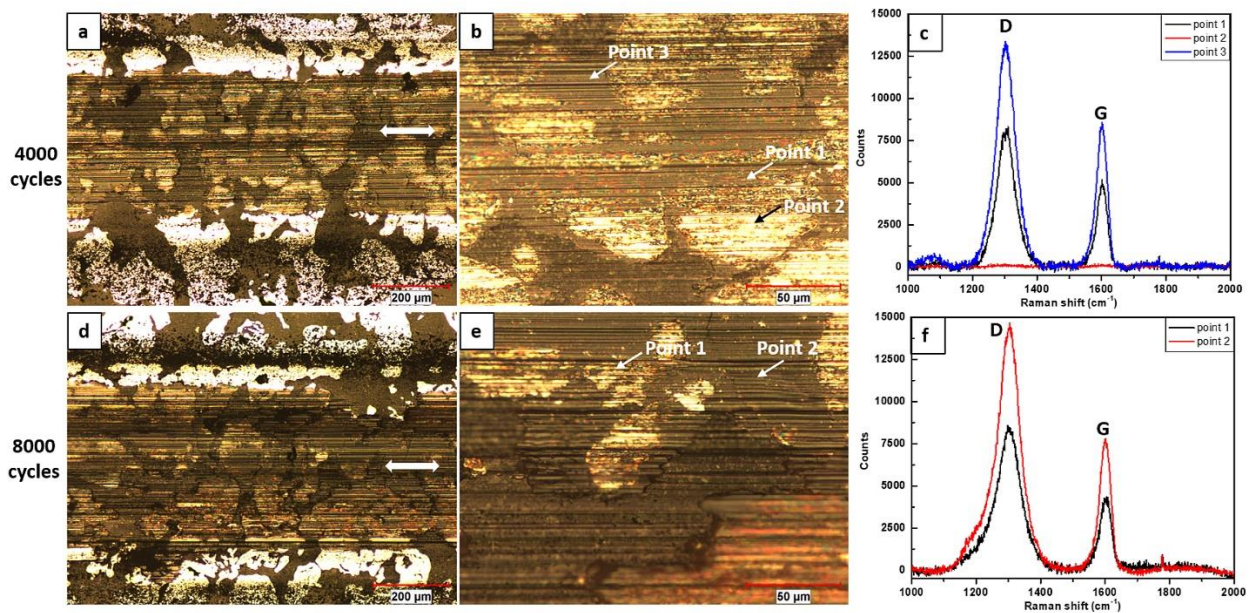 4000
cycles
a
200 µm
b
Point 3
Point 1
Point 2
50 µm
c
D
G
point 1
point 2
point 3
15000
12500
10000
7500
5000
2500
0
Counts
1000 1200 1400 1600 1800 2000
Raman shift (cm⁻¹)
8000
cycles
d
200 µm
e
Point 1
Point 2
50 µm
f
D
G
point 1
point 2
15000
12500
10000
7500
5000
2500
0
Counts
1000 1200 1400 1600 1800 2000
Raman shift (cm⁻¹)